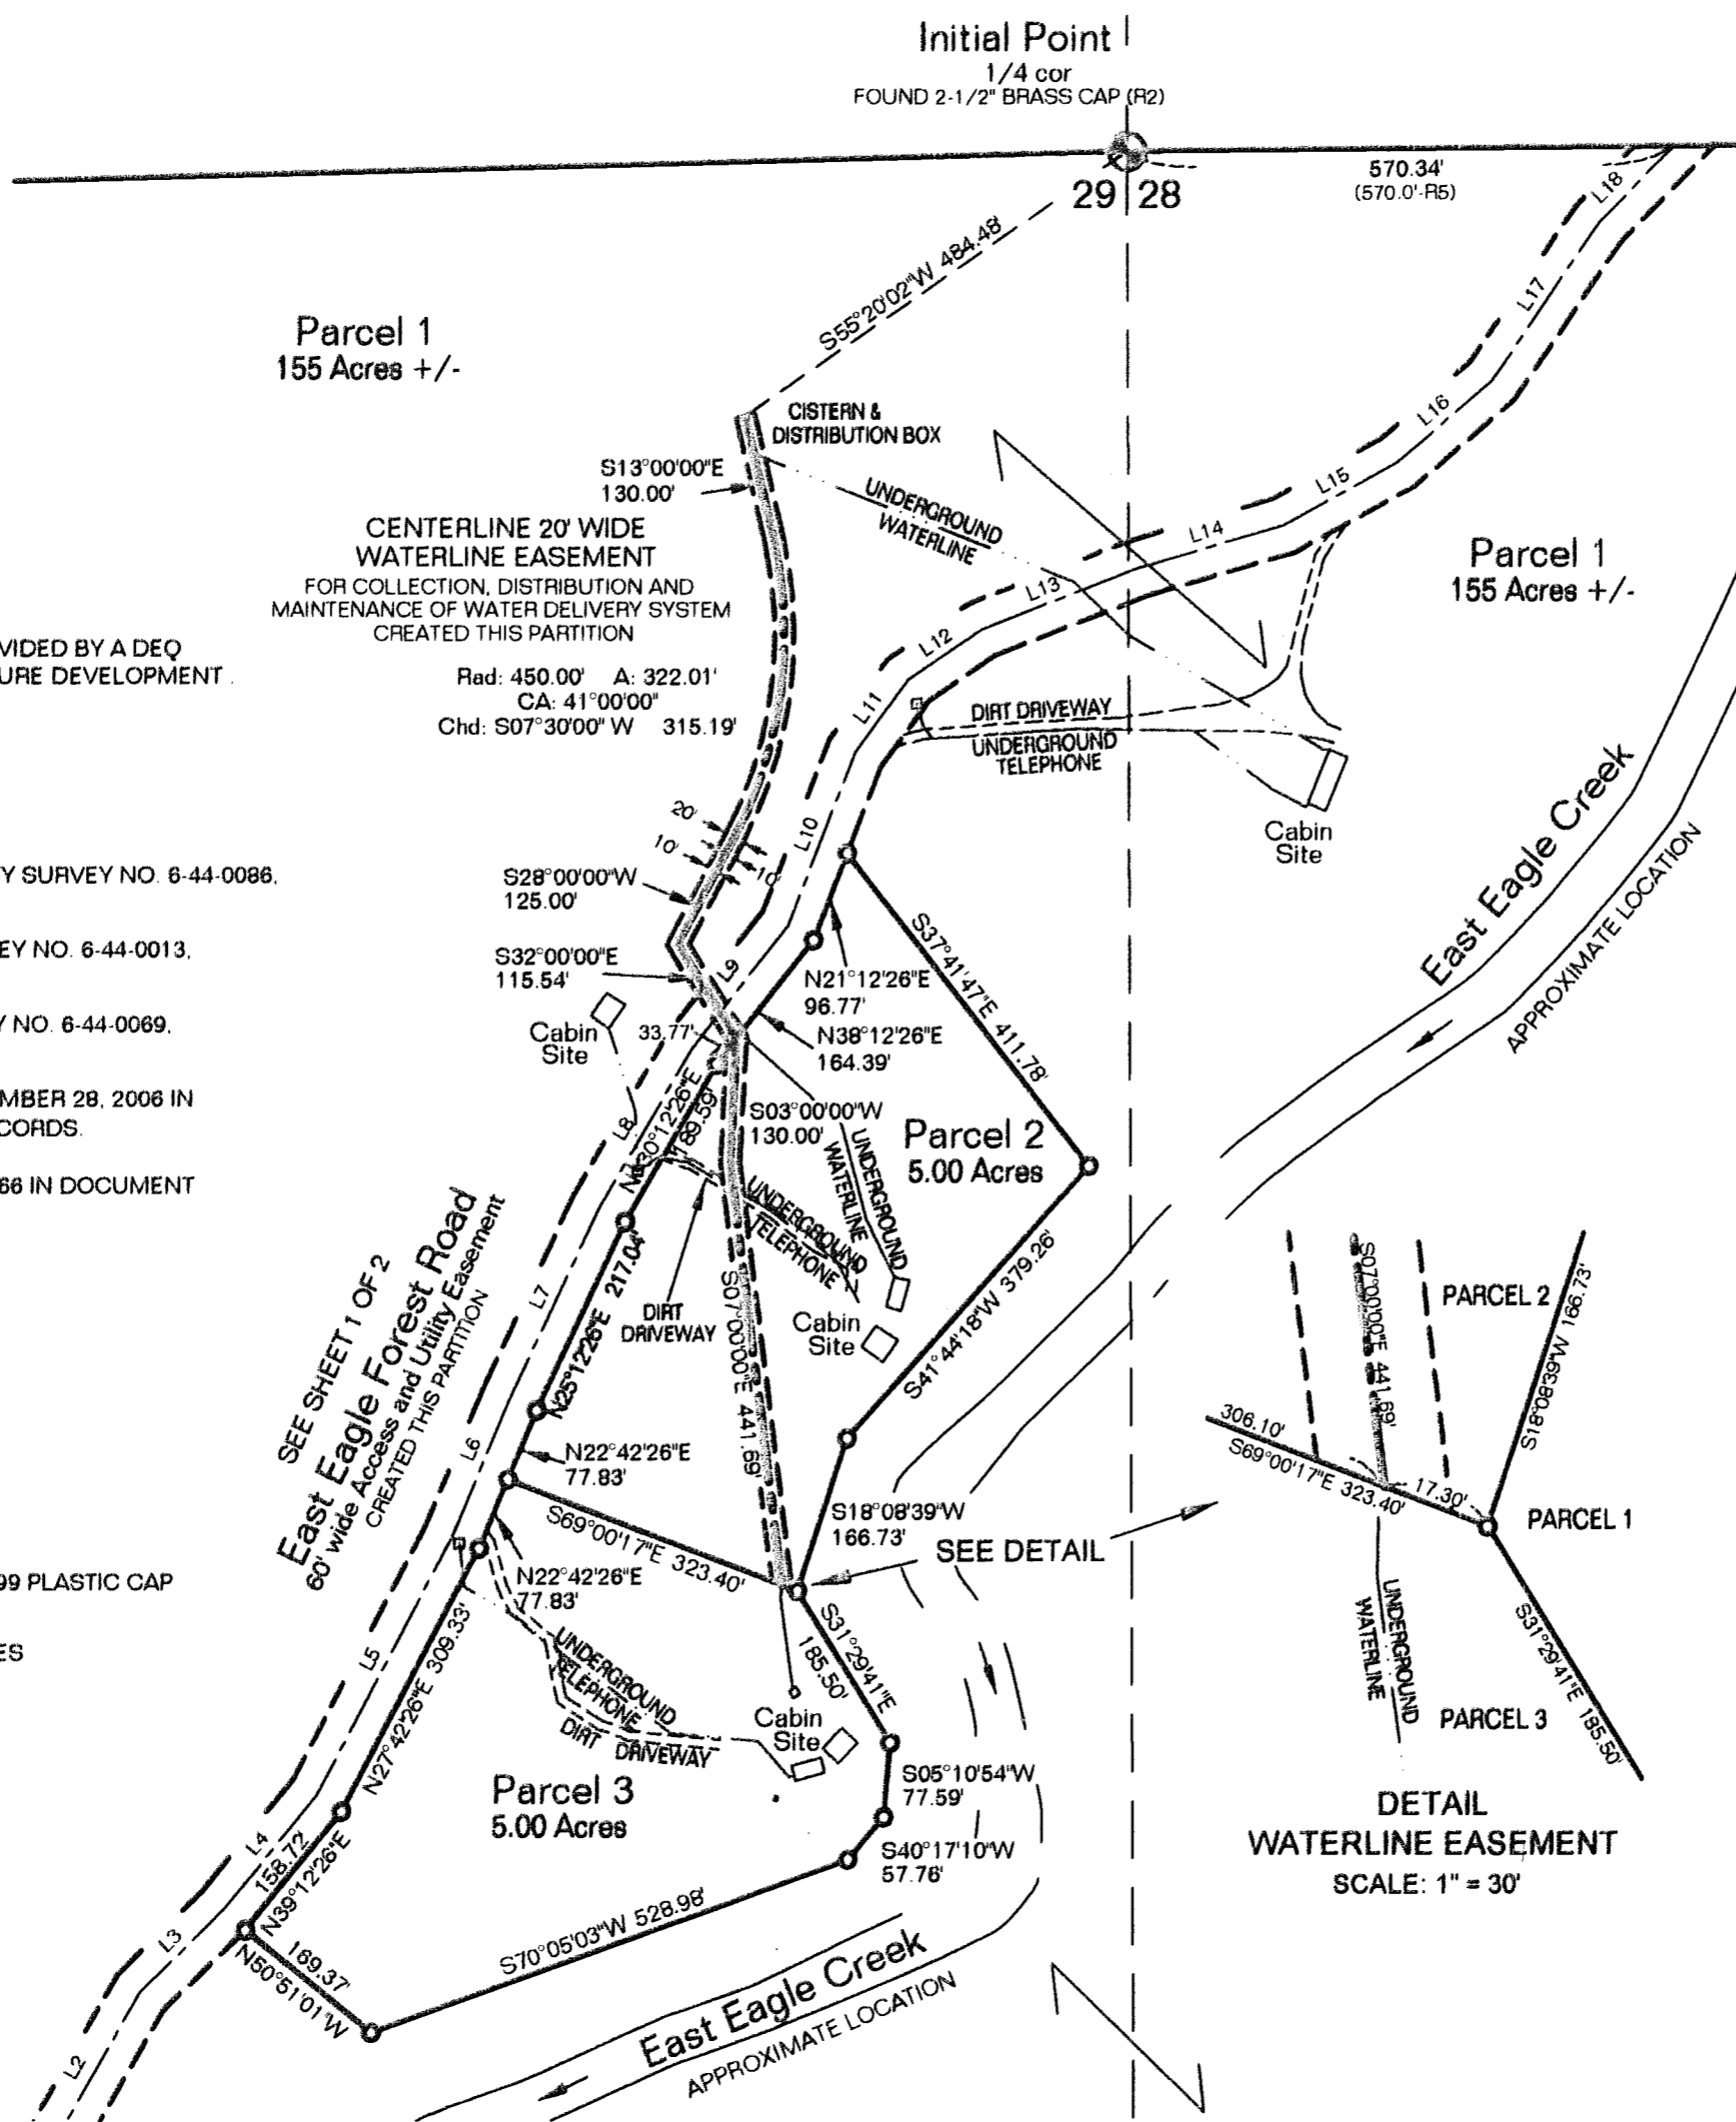 Initial Point
1/4 cor
FOUND 2-1/2" BRASS CAP (R2)
29 28
570.34'
(570.0'-R5)
S55°20'02"W 484.48'
L18
L17
L16
L15
L14
L13
L12
L11
L10
L9
L8
L7
L6
L5
L4
L3
L2
Parcel 1
155 Acres +/-
CISTERN &
DISTRIBUTION BOX
S13°00'00"E
130.00'
UNDERGROUND
WATERLINE
CENTERLINE 20' WIDE
WATERLINE EASEMENT
FOR COLLECTION, DISTRIBUTION AND
MAINTENANCE OF WATER DELIVERY SYSTEM
CREATED THIS PARTITION
Parcel 1
155 Acres +/-
VIDED BY A DEQ
URE DEVELOPMENT.
Rad: 450.00' A: 322.01'
CA: 41°00'00"
Chd: S07°30'00" W 315.19'
DIRT DRIVEWAY
UNDERGROUND
TELEPHONE
Cabin
Site
East Eagle Creek
APPROXIMATE LOCATION
20'
10'
10'
Y SURVEY NO. 6-44-0086,
S28°00'00"W
125.00'
EY NO. 6-44-0013,
S32°00'00"E
115.54'
Y NO. 6-44-0069,
Cabin
Site
33.77'
N21°12'26"E
96.77'
N38°12'26"E
164.39'
S37°41'47"E 411.78'
MBER 28, 2006 IN
CORDS.
N30°12'26"E
189.59'
S03°00'00"W
130.00'
UNDERGROUND
WATERLINE
Parcel 2
5.00 Acres
66 IN DOCUMENT
UNDERGROUND
TELEPHONE
DIRT
DRIVEWAY
Cabin
Site
S41°44'18"W 379.26'
SEE SHEET 1 OF 2
East Eagle Forest Road
60' wide Access and Utility Easement
CREATED THIS PARTITION
N25°12'26"E 217.04'
S07°00'00"E 441.69'
N22°42'26"E
77.83'
S69°00'17"E 323.40'
S18°08'39"W
166.73'
SEE DETAIL
N22°42'26"E
77.83'
99 PLASTIC CAP
ES
N27°42'26"E 309.33'
UNDERGROUND
TELEPHONE
DIRT DRIVEWAY
S31°29'41"E
185.50'
Cabin
Site
Parcel 3
5.00 Acres
S05°10'54"W
77.59'
S40°17'10"W
57.76'
158.72'
N39°12'26"E
S70°05'03"W 528.98'
169.37'
N50°51'01"W
East Eagle Creek
APPROXIMATE LOCATION
S07°00'00"E 441.69'
PARCEL 2
S18°08'39"W 166.73'
306.10'
S69°00'17"E 323.40'
17.30'
PARCEL 1
UNDERGROUND
WATERLINE
S31°29'41"E 185.50'
PARCEL 3
DETAIL
WATERLINE EASEMENT
SCALE: 1" = 30'